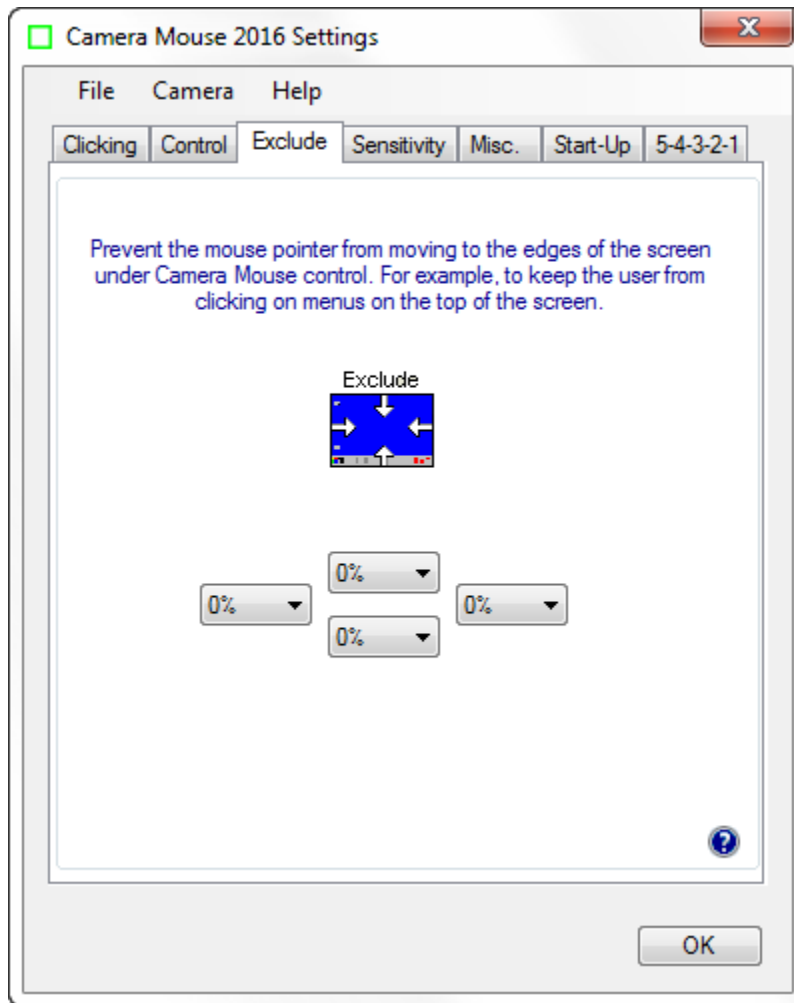 Camera Mouse 2016 Settings
File Camera Help
Clicking Control Exclude Sensitivity Misc. Start-Up 5-4-3-2-1
Prevent the mouse pointer from moving to the edges of the screen
under Camera Mouse control. For example, to keep the user from
clicking on menus on the top of the screen.
Exclude
0%
0% 0%
0%
OK